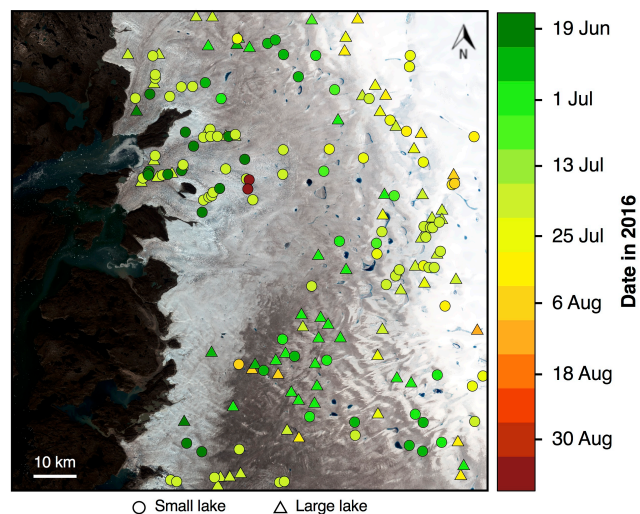 N
10 km
19 Jun
1 Jul
13 Jul
25 Jul
6 Aug
18 Aug
30 Aug
Date in 2016
Small lake
Large lake